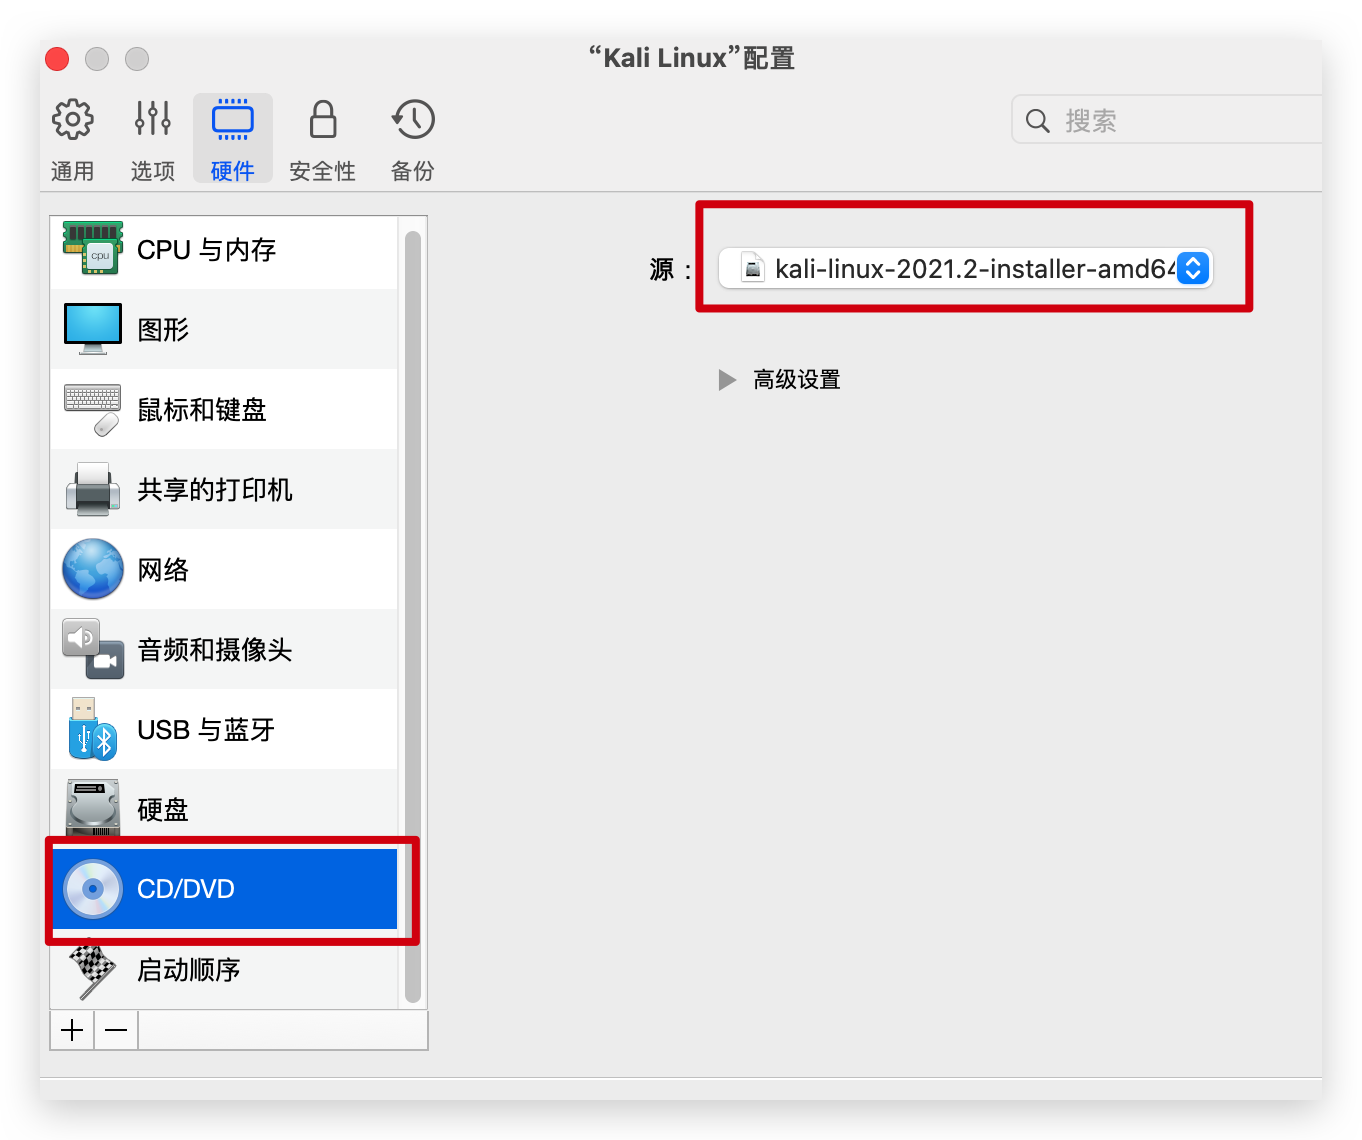 “Kali Linux”配置
通用
选项
硬件
安全性
备份
搜索
cpu
CPU 与内存
图形
鼠标和键盘
共享的打印机
网络
音频和摄像头
USB 与蓝牙
硬盘
CD/DVD
启动顺序
源：
kali-linux-2021.2-installer-amd64
高级设置